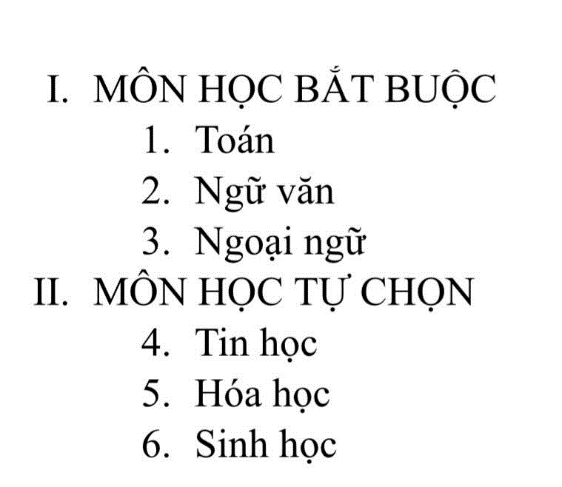 I. MÔN HỌC BẮT BUỘC
1. Toán
2. Ngữ văn
3. Ngoại ngữ
II. MÔN HỌC TỰ CHỌN
4. Tin học
5. Hóa học
6. Sinh học